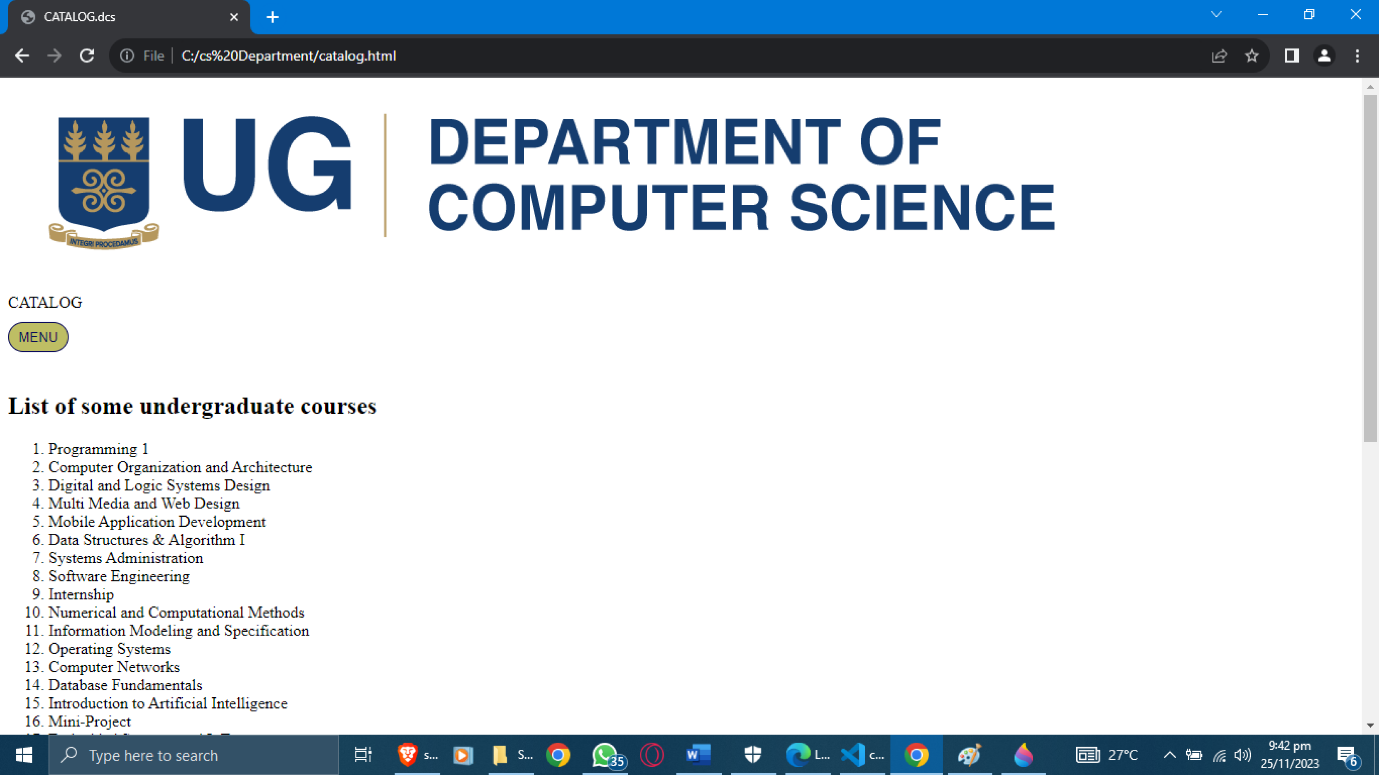 CATALOG.dcs
File
C:/cs%20Department/catalog.html
UG
DEPARTMENT OF
COMPUTER SCIENCE
INTEGRI PROCEDAMUS
CATALOG
MENU
List of some undergraduate courses
1. Programming 1
2. Computer Organization and Architecture
3. Digital and Logic Systems Design
4. Multi Media and Web Design
5. Mobile Application Development
6. Data Structures & Algorithm I
7. Systems Administration
8. Software Engineering
9. Internship
10. Numerical and Computational Methods
11. Information Modeling and Specification
12. Operating Systems
13. Computer Networks
14. Database Fundamentals
15. Introduction to Artificial Intelligence
16. Mini-Project
Type here to search
s...
S...
35
L...
c...
27°C
9:42 pm
25/11/2023
6